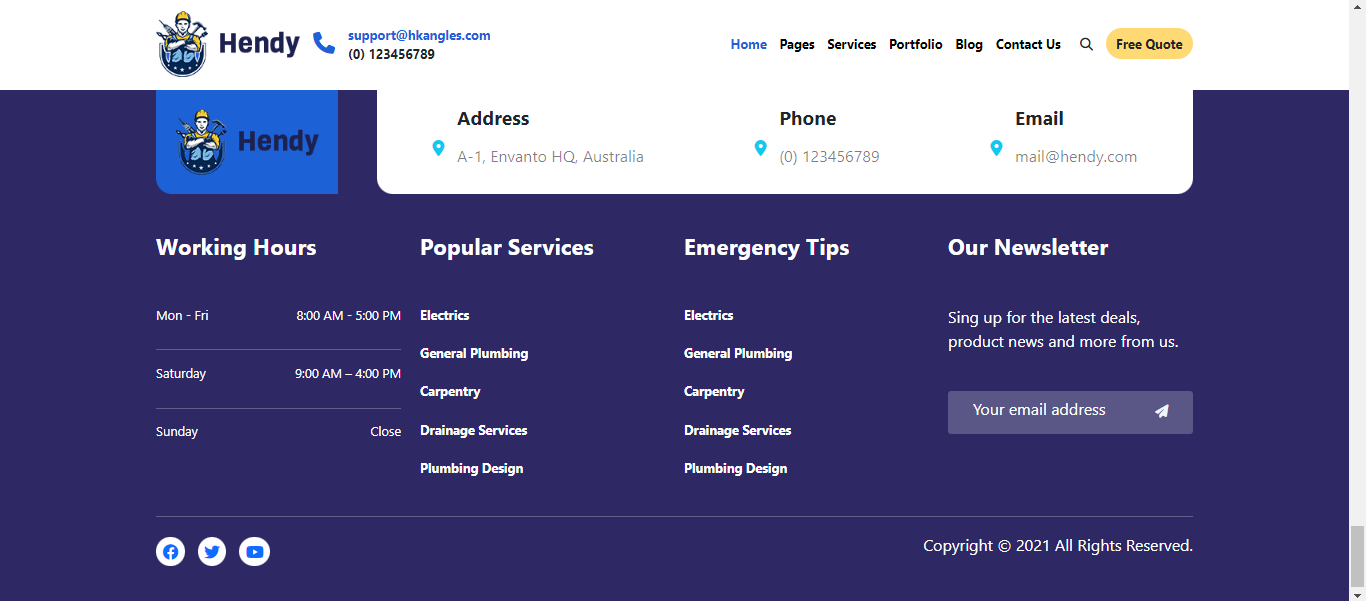 Hendy
support@hkangles.com
(0) 123456789
Home Pages Services Portfolio Blog Contact Us Free Quote
Hendy
Address
A-1, Envanto HQ, Australia
Phone
(0) 123456789
Email
mail@hendy.com
Working Hours
Mon - Fri 8:00 AM - 5:00 PM
Saturday 9:00 AM – 4:00 PM
Sunday Close
Popular Services
Electrics
General Plumbing
Carpentry
Drainage Services
Plumbing Design
Emergency Tips
Electrics
General Plumbing
Carpentry
Drainage Services
Plumbing Design
Our Newsletter
Sing up for the latest deals,
product news and more from us.
Your email address
Copyright © 2021 All Rights Reserved.